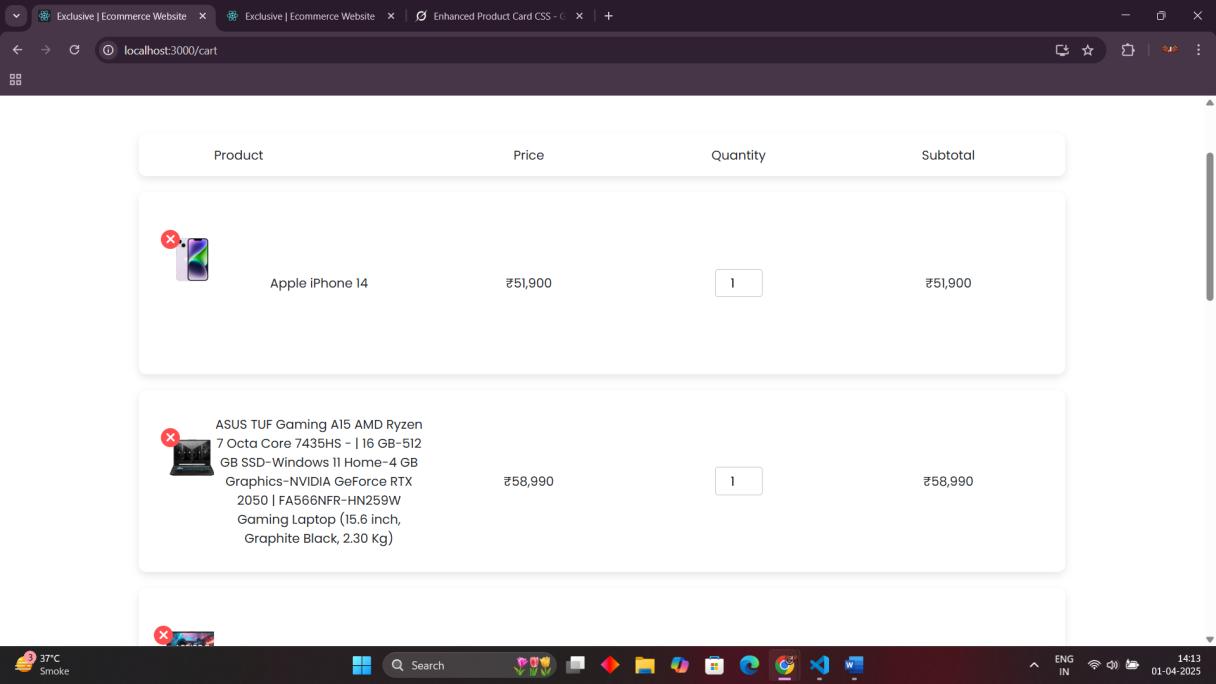 Exclusive | Ecommerce Website
Exclusive | Ecommerce Website
Enhanced Product Card CSS - G
localhost:3000/cart
Product Price Quantity Subtotal
Apple iPhone 14 ₹51,900 1 ₹51,900
ASUS TUF Gaming A15 AMD Ryzen
7 Octa Core 7435HS - | 16 GB-512
GB SSD-Windows 11 Home-4 GB
Graphics-NVIDIA GeForce RTX
2050 | FA566NFR-HN259W
Gaming Laptop (15.6 inch,
Graphite Black, 2.30 Kg)
₹58,990 1 ₹58,990
3
37°C
Smoke
Search
W
ENG
IN
14:13
01-04-2025